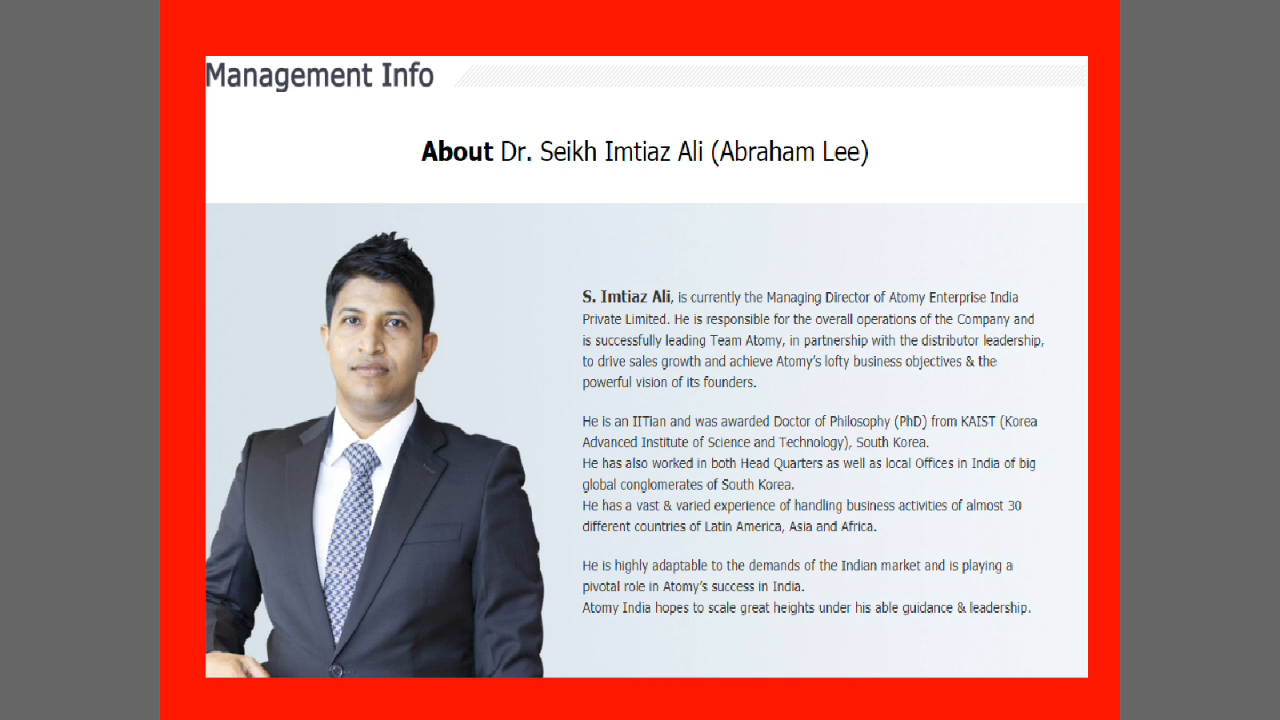 Management Info
About Dr. Seikh Imtiaz Ali (Abraham Lee)
S. Imtiaz Ali, is currently the Managing Director of Atomy Enterprise India
Private Limited. He is responsible for the overall operations of the Company and
is successfully leading Team Atomy, in partnership with the distributor leadership,
to drive sales growth and achieve Atomy's lofty business objectives & the
powerful vision of its founders.
He is an IITian and was awarded Doctor of Philosophy (PhD) from KAIST (Korea
Advanced Institute of Science and Technology), South Korea.
He has also worked in both Head Quarters as well as local Offices in India of big
global conglomerates of South Korea.
He has a vast & varied experience of handling business activities of almost 30
different countries of Latin America, Asia and Africa.
He is highly adaptable to the demands of the Indian market and is playing a
pivotal role in Atomy's success in India.
Atomy India hopes to scale great heights under his able guidance & leadership.